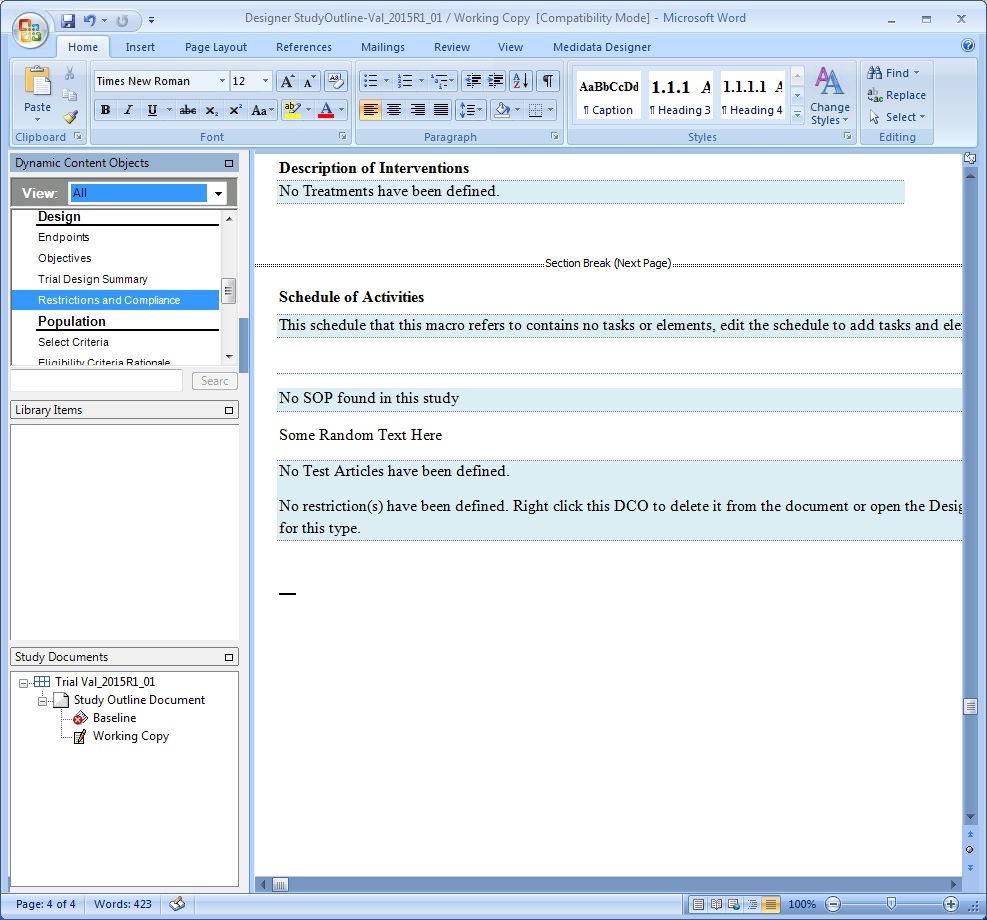 Designer StudyOutline-Val_2015R1_01 / Working Copy [Compatibility Mode] - Microsoft Word
Home Insert Page Layout References Mailings Review View Medidata Designer
Paste
Clipboard
Times New Roman 12
B I U abc x₂ x² Aa ab A
Font
Paragraph
AaBbCcDd 1.1.1 A 1.1.1.1 A
¶ Caption ¶ Heading 3 ¶ Heading 4
Change Styles
Styles
Find
Replace
Select
Editing
Dynamic Content Objects
View: All
Design
Endpoints
Objectives
Trial Design Summary
Restrictions and Compliance
Population
Select Criteria
Eligibility Criteria Rationale
Searc
Library Items
Study Documents
Trial Val_2015R1_01
Study Outline Document
Baseline
Working Copy
Description of Interventions
No Treatments have been defined.
Section Break (Next Page)
Schedule of Activities
This schedule that this macro refers to contains no tasks or elements, edit the schedule to add tasks and ele
No SOP found in this study
Some Random Text Here
No Test Articles have been defined.
No restriction(s) have been defined. Right click this DCO to delete it from the document or open the Desig
for this type.
Page: 4 of 4 Words: 423 100%